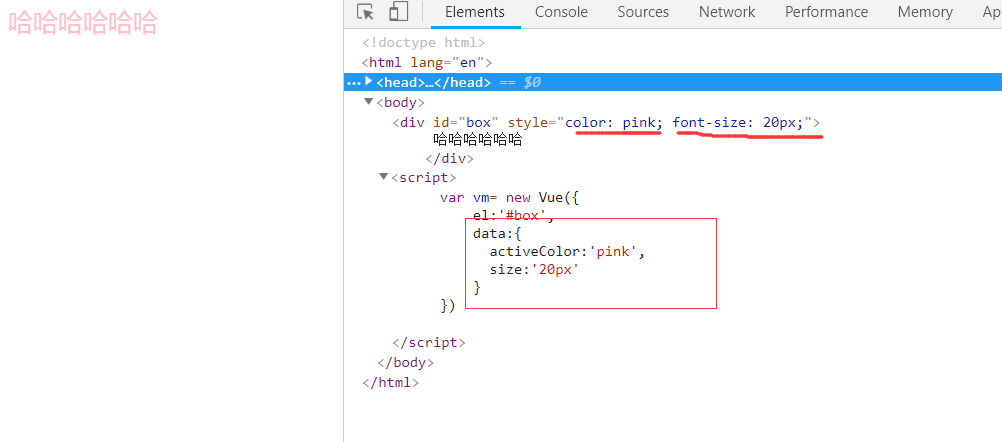 哈哈哈哈哈哈
Elements Console Sources Network Performance Memory Ap
<!doctype html>
<html lang="en">
<head>…</head> == $0
<body>
<div id="box" style="color: pink; font-size: 20px;">
哈哈哈哈哈哈
</div>
<script>
var vm= new Vue({
el:'#box',
data:{
activeColor:'pink',
size:'20px'
}
})
</script>
</body>
</html>